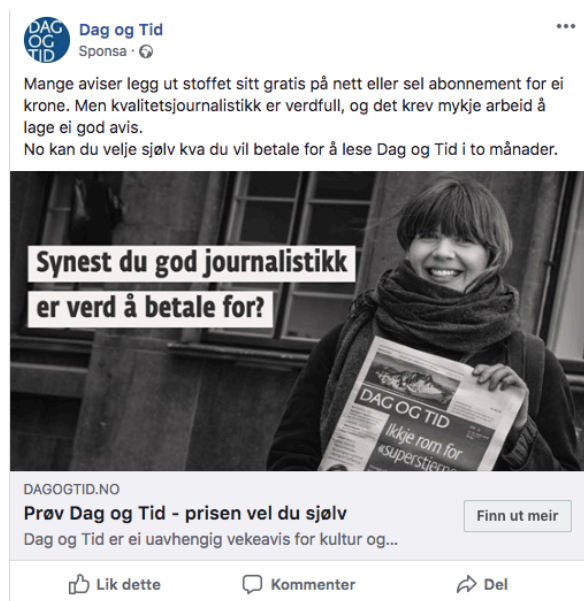 DAG
OG
TID
Dag og Tid
Sponsa ·
Mange aviser legg ut stoffet sitt gratis på nett eller sel abonnement for ei
krone. Men kvalitetsjournalistikk er verdfull, og det krev mykje arbeid å
lage ei god avis.
No kan du velje sjølv kva du vil betale for å lese Dag og Tid i to månader.
Synest du god journalistikk
er verd å betale for?
DAG OG TID
Ikkje rom for
«superstjerne
DAGOGTID.NO
Prøv Dag og Tid - prisen vel du sjølv
Dag og Tid er ei uavhengig vekeavis for kultur og...
Finn ut meir
Lik dette
Kommenter
Del